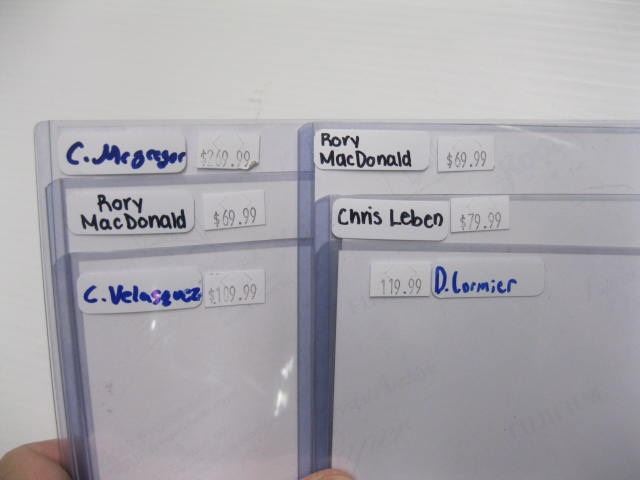 C. Mcgregor $269.99
Rory
MacDonald $69.99
Rory
MacDonald $69.99
Chris Leben $79.99
C. Velasquez $109.99
119.99 D. Cormier